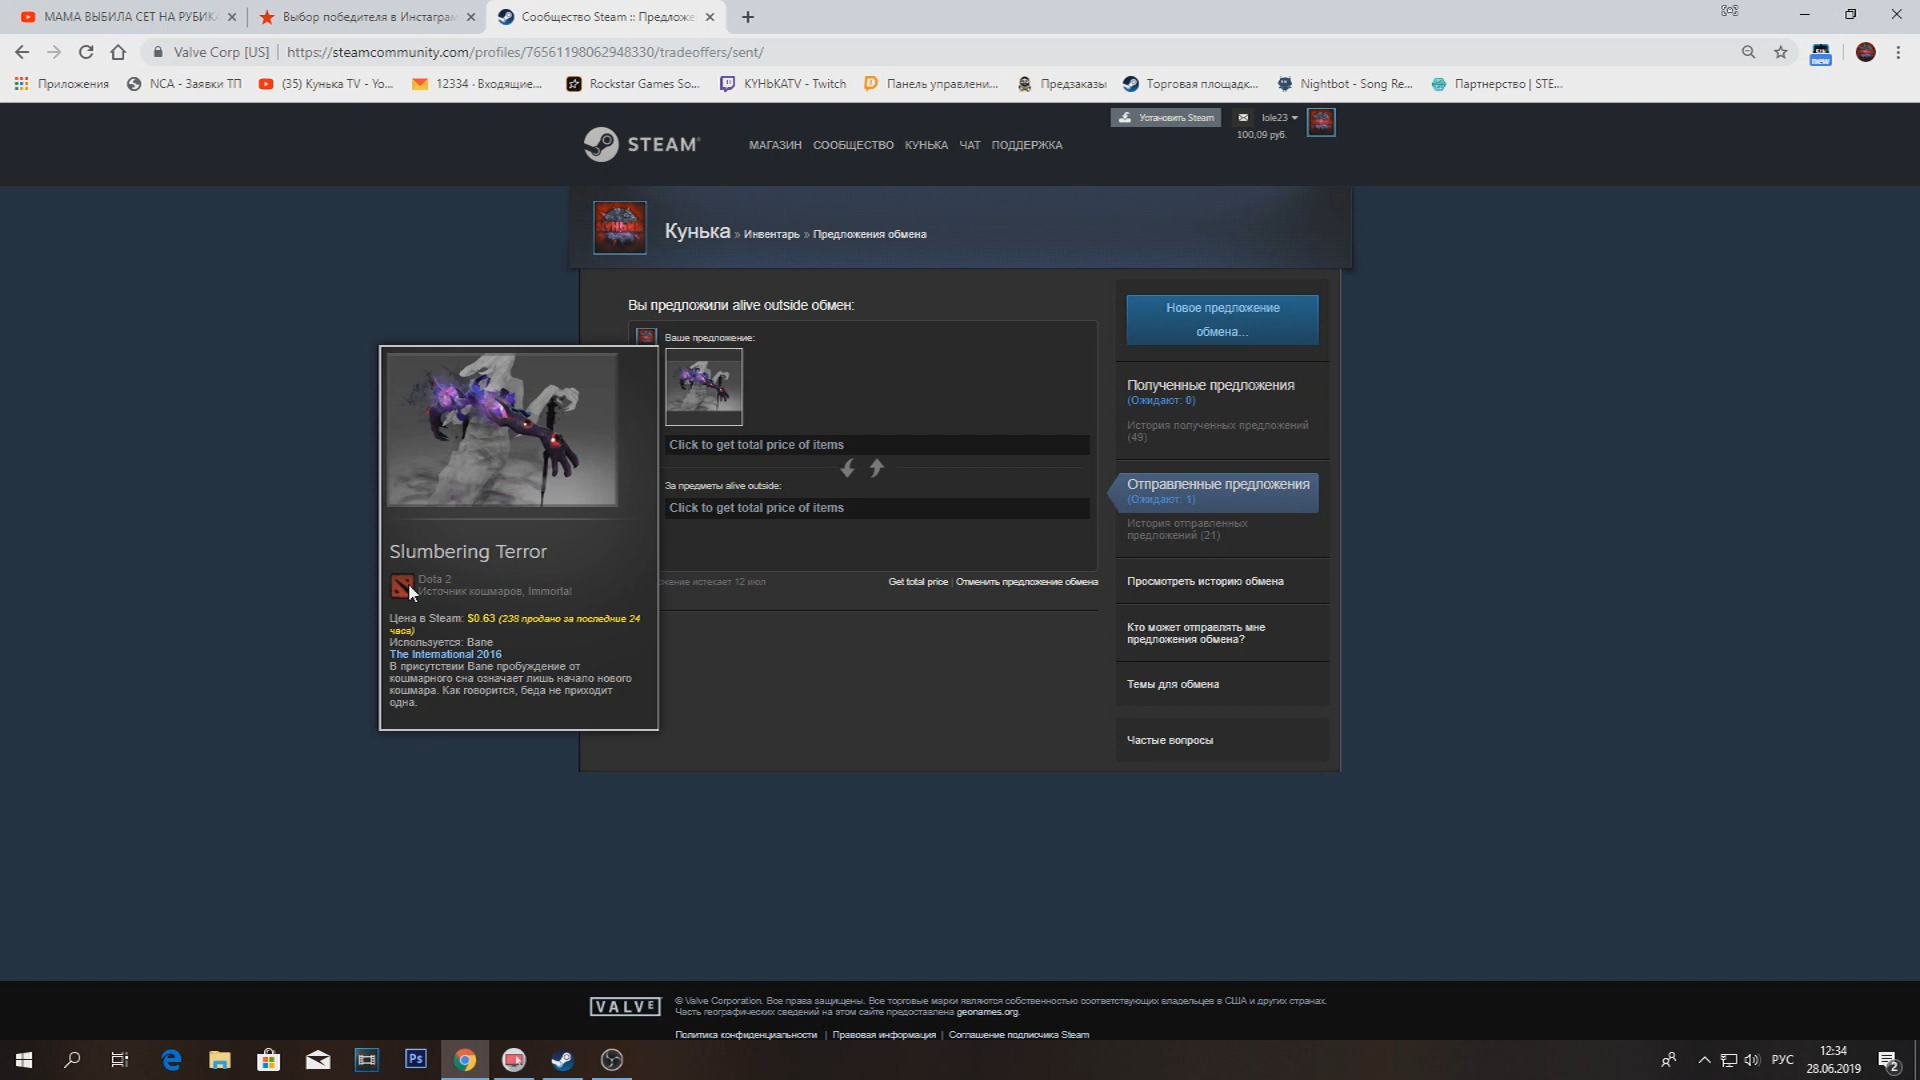 МАМА ВЫБИЛА СЕТ НА РУБИК
Выбор победителя в Инстаграм
Сообщество Steam :: Предложе
Valve Corp [US]
https://steamcommunity.com/profiles/76561198062948330/tradeoffers/sent/
new
Приложения
NCA - Заявки ТП
(35) Кунька TV - Yo...
12334 - Входящие...
Rockstar Games So...
КУНЬКATV - Twitch
Панель управлени...
Предзаказы
Торговая площадк...
Nightbot - Song Re...
Партнерство | STE...
Установить Steam
lole23
100,09 руб.
STEAM
МАГАЗИН СООБЩЕСТВО КУНЬКА ЧАТ ПОДДЕРЖКА
Кунька » Инвентарь » Предложения обмена
Вы предложили alive outside обмен:
Ваше предложение:
Click to get total price of items
За предметы alive outside:
Click to get total price of items
жение истекает 12 июл
Get total price | Отменить предложение обмена
Slumbering Terror
Dota 2
Источник кошмаров, Immortal
Цена в Steam: $0.63 (238 продано за последние 24
часа)
Используется: Bane
The International 2016
В присутствии Bane пробуждение от
кошмарного сна означает лишь начало нового
кошмара. Как говорится, беда не приходит
одна.
Новое предложение
обмена...
Полученные предложения
(Ожидают: 0)
История полученных предложений
(49)
Отправленные предложения
(Ожидают: 1)
История отправленных
предложений (21)
Просмотреть историю обмена
Кто может отправлять мне
предложения обмена?
Темы для обмена
Частые вопросы
VALVE
© Valve Corporation. Все права защищены. Все торговые марки являются собственностью соответствующих владельцев в США и других странах.
Часть географических сведений на этом сайте предоставлена geonames.org.
Политика конфиденциальности | Правовая информация | Соглашение подписчика Steam
Ps
РУС
12:34
28.06.2019
2